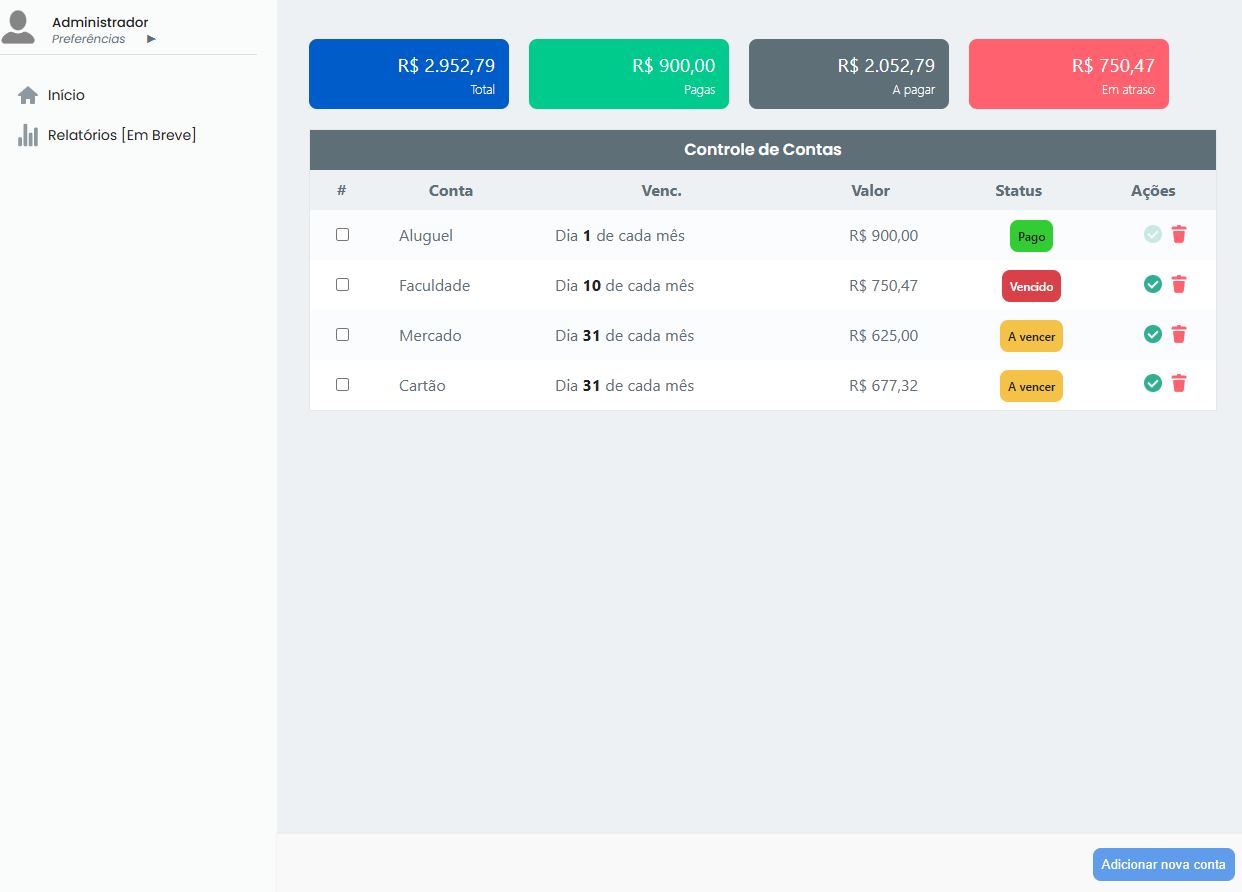 Administrador
Preferências
Início
Relatórios [Em Breve]
R$ 2.952,79
Total
R$ 900,00
Pagas
R$ 2.052,79
A pagar
R$ 750,47
Em atraso
Controle de Contas
# Conta Venc. Valor Status Ações
Aluguel Dia 1 de cada mês R$ 900,00 Pago
Faculdade Dia 10 de cada mês R$ 750,47 Vencido
Mercado Dia 31 de cada mês R$ 625,00 A vencer
Cartão Dia 31 de cada mês R$ 677,32 A vencer
Adicionar nova conta